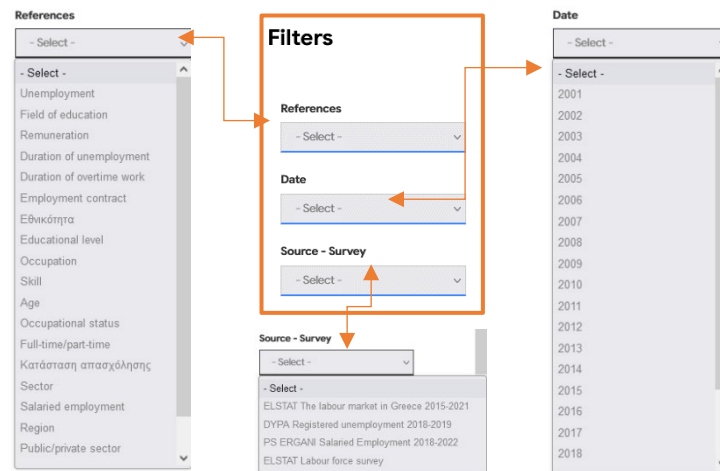 References
- Select -
- Select -
Unemployment
Field of education
Remuneration
Duration of unemployment
Duration of overtime work
Employment contract
Εθνικότητα
Educational level
Occupation
Skill
Age
Occupational status
Full-time/part-time
Κατάσταση απασχόλησης
Sector
Salaried employment
Region
Public/private sector
Filters
References
- Select -
Date
- Select -
Source - Survey
- Select -
Source - Survey
- Select -
- Select -
ELSTAT The labour market in Greece 2015-2021
DYPA Registered unemployment 2018-2019
PS ERGANI Salaried Employment 2018-2022
ELSTAT Labour force survey
Date
- Select -
- Select -
2001
2002
2003
2004
2005
2006
2007
2008
2009
2010
2011
2012
2013
2014
2015
2016
2017
2018